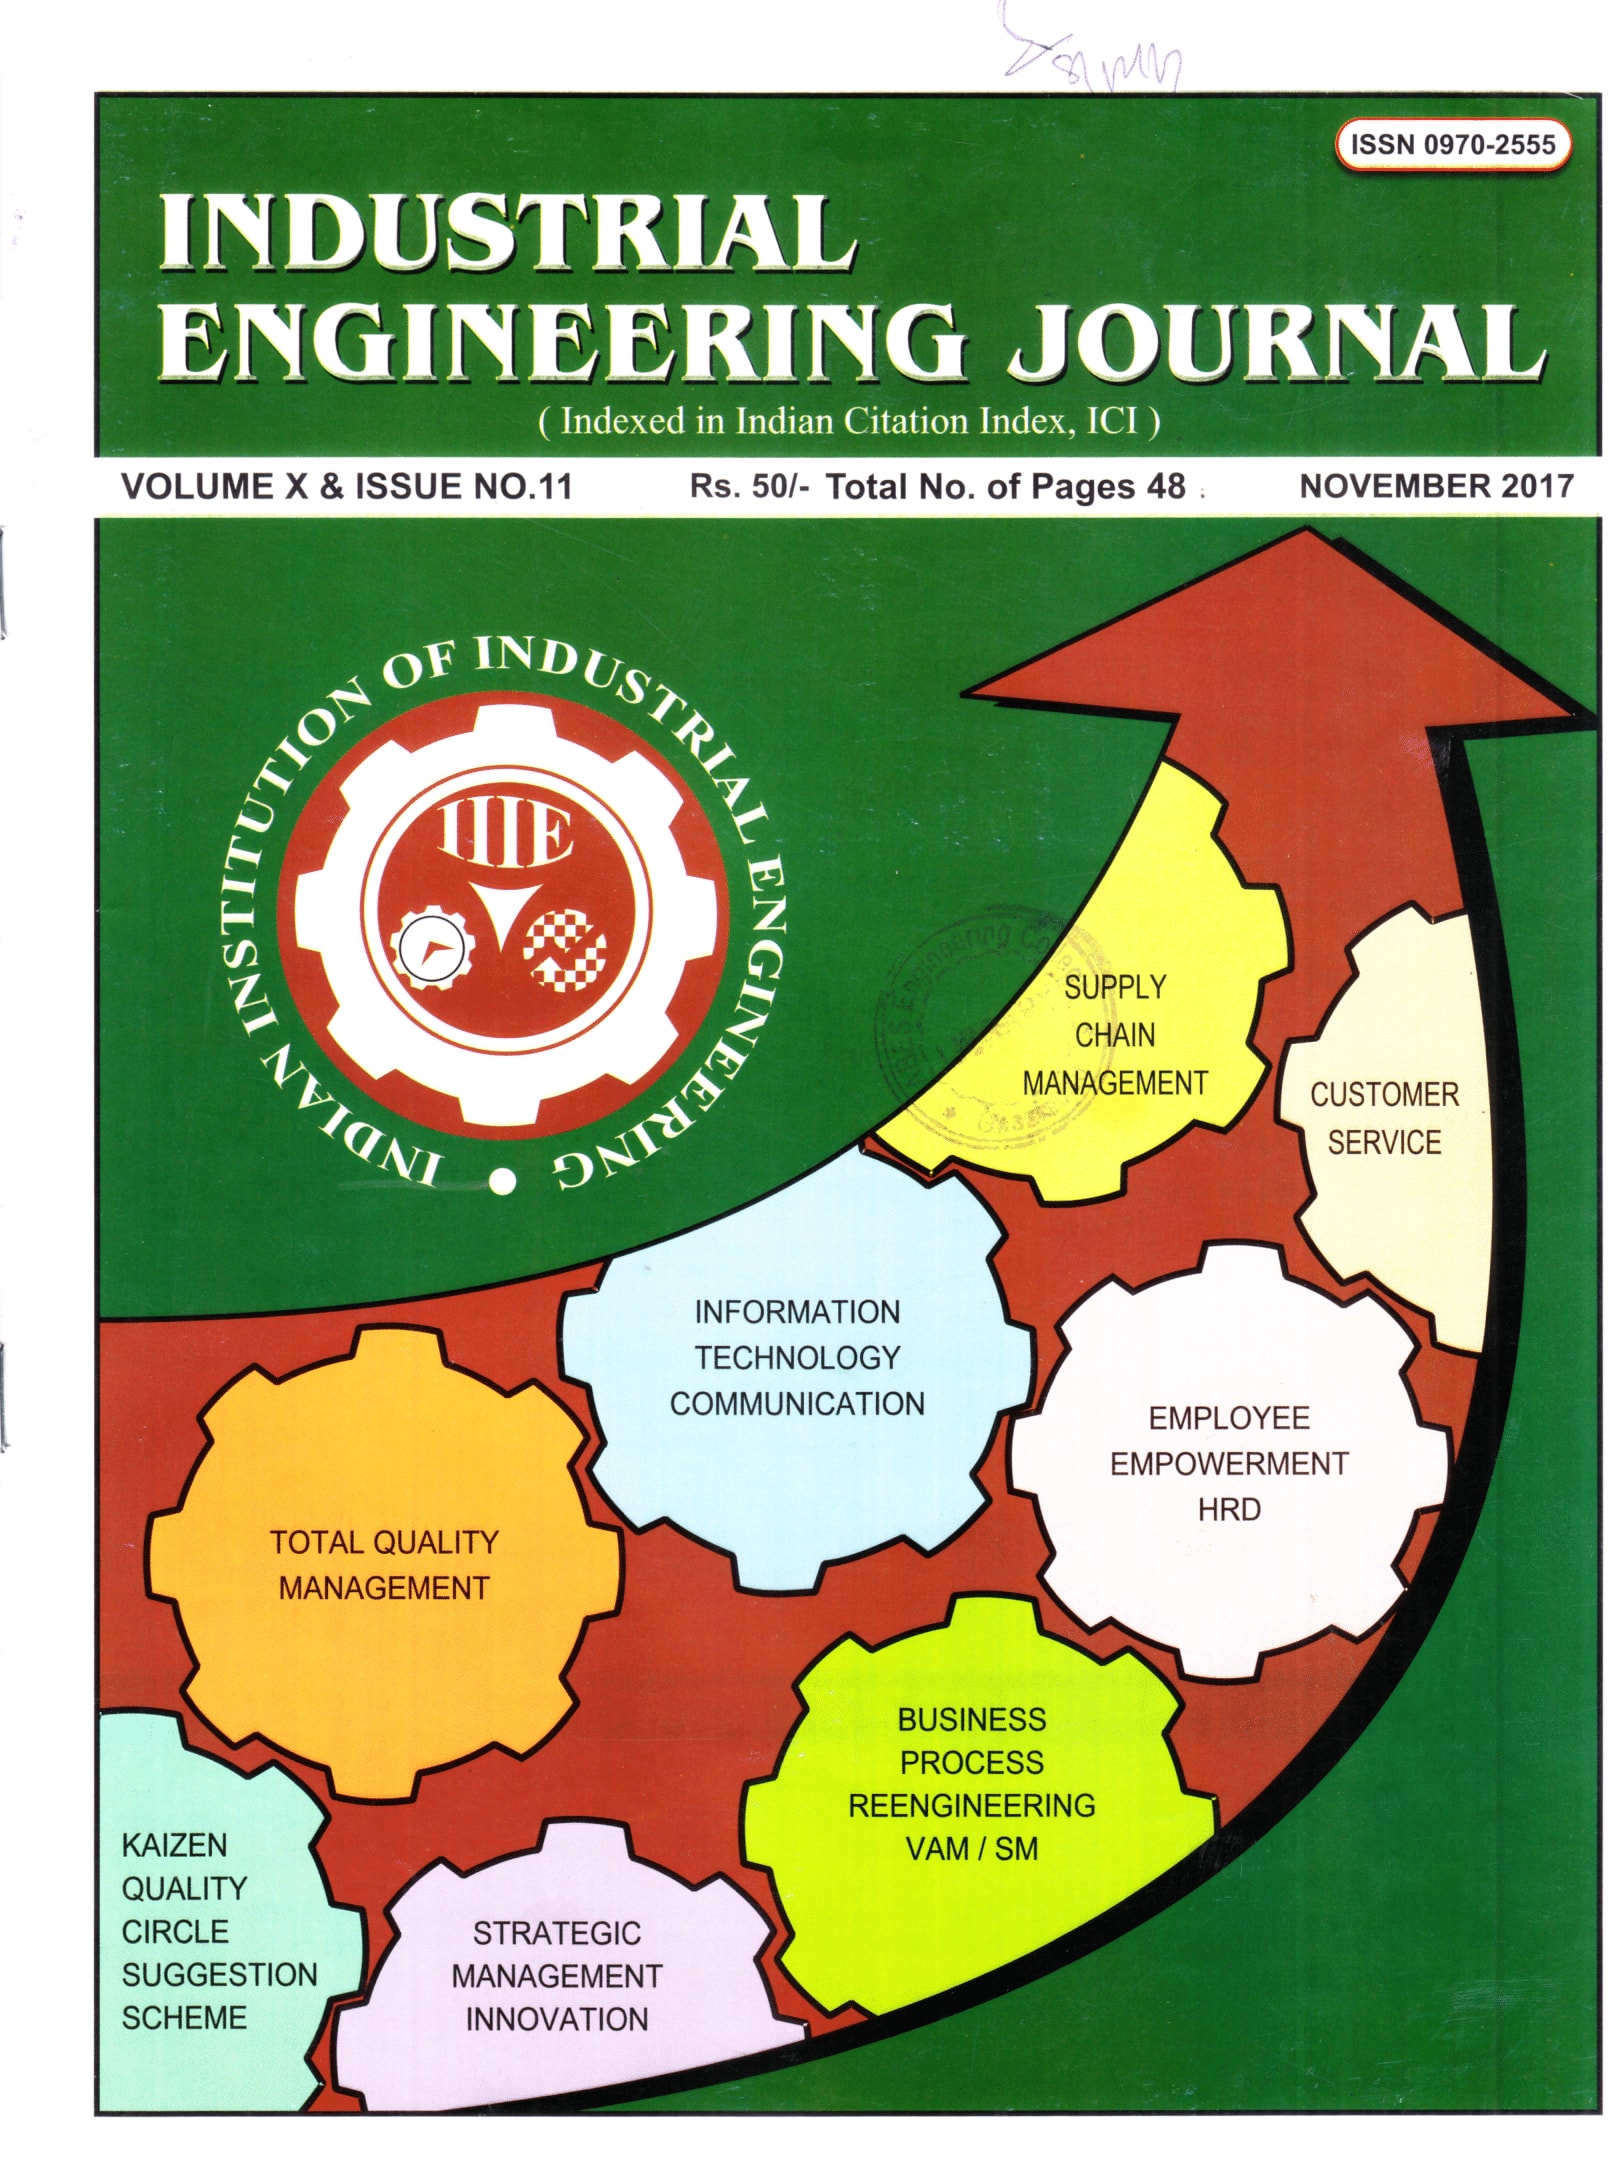 ISSN 0970-2555
INDUSTRIAL
ENGINEERING JOURNAL
( Indexed in Indian Citation Index, ICI )
VOLUME X & ISSUE NO.11 Rs. 50/- Total No. of Pages 48 NOVEMBER 2017
INDIAN INSTITUTION OF INDUSTRIAL ENGINEERING
IIIE
SUPPLY
CHAIN
MANAGEMENT
CUSTOMER
SERVICE
INFORMATION
TECHNOLOGY
COMMUNICATION
EMPLOYEE
EMPOWERMENT
HRD
TOTAL QUALITY
MANAGEMENT
BUSINESS
PROCESS
REENGINEERING
VAM / SM
KAIZEN
QUALITY
CIRCLE
SUGGESTION
SCHEME
STRATEGIC
MANAGEMENT
INNOVATION